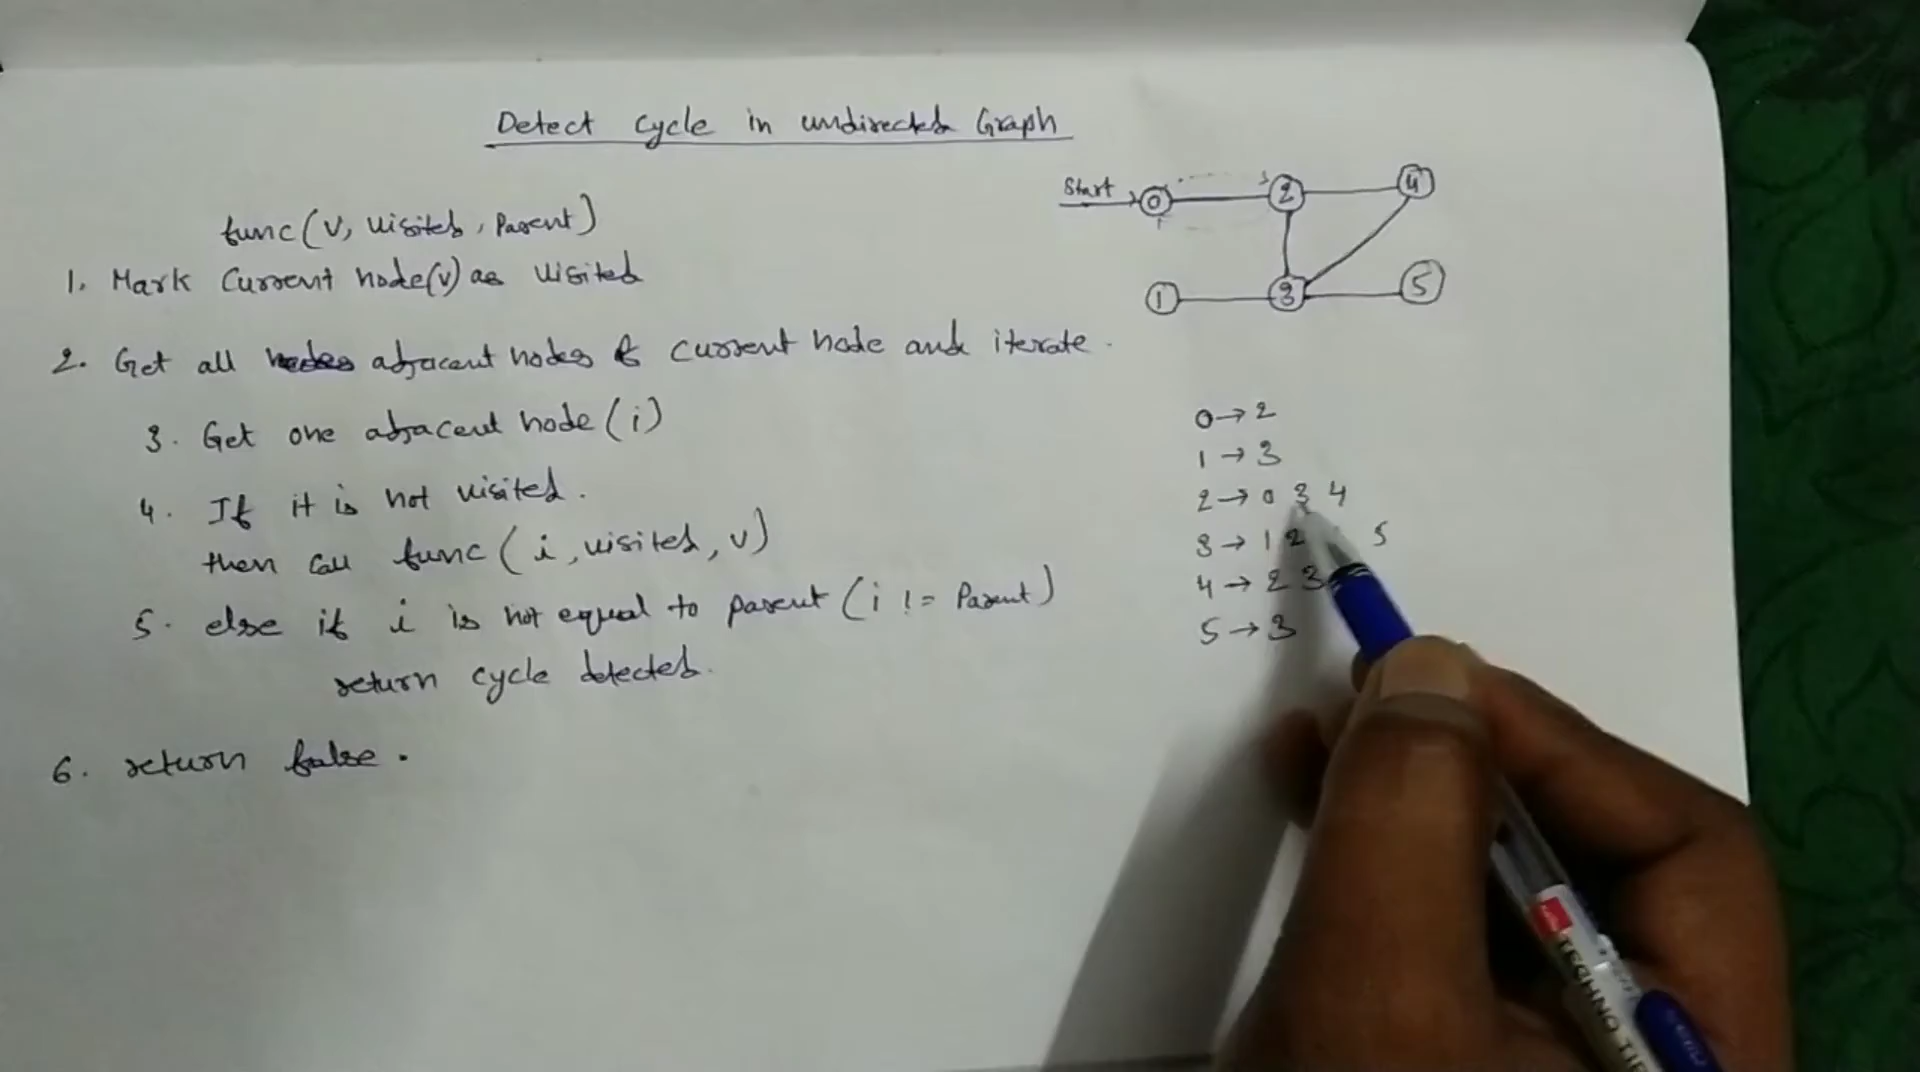 Detect Cycle in undirected Graph
func(V, visited, Parent)
1. Mark Current node(v) as visited
2. Get all adjacent nodes of current node and iterate.
3. Get one adjacent node (i)
4. If it is not visited.
then call func(i, visited, v)
5. else if i is not equal to parent (i != Parent)
return cycle detected.
6. return false.
Start
0 2 4
1 3 5
0 → 2
1 → 3
2 → 0 3 4
3 → 1 2 5
4 → 2 3
5 → 3
TECHNO TI